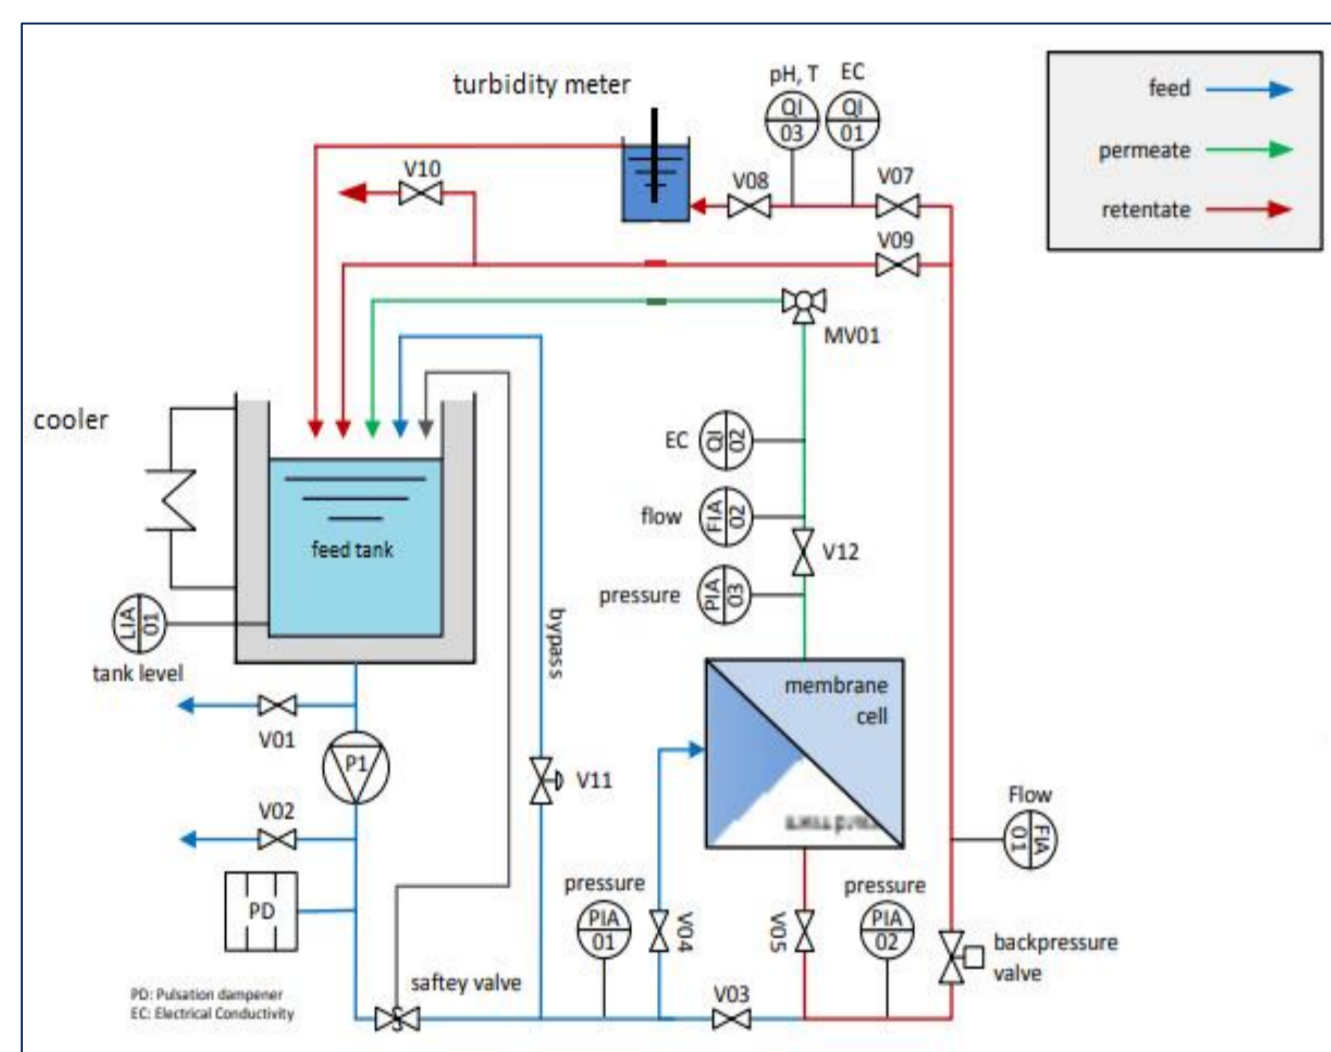 turbidity meter
pH, T
EC
QI
03
QI
01
feed
permeate
retentate
V10
V08
V07
V09
MV01
cooler
EC
QI
02
flow
FIA
02
V12
pressure
PIA
03
feed tank
LIA
01
tank level
bypass
membrane
cell
V01
P1
V11
V02
Flow
FIA
01
PD
pressure
PIA
01
V04
V05
pressure
PIA
02
backpressure
valve
saftey valve
V03
PD: Pulsation dampener
EC: Electrical Conductivity